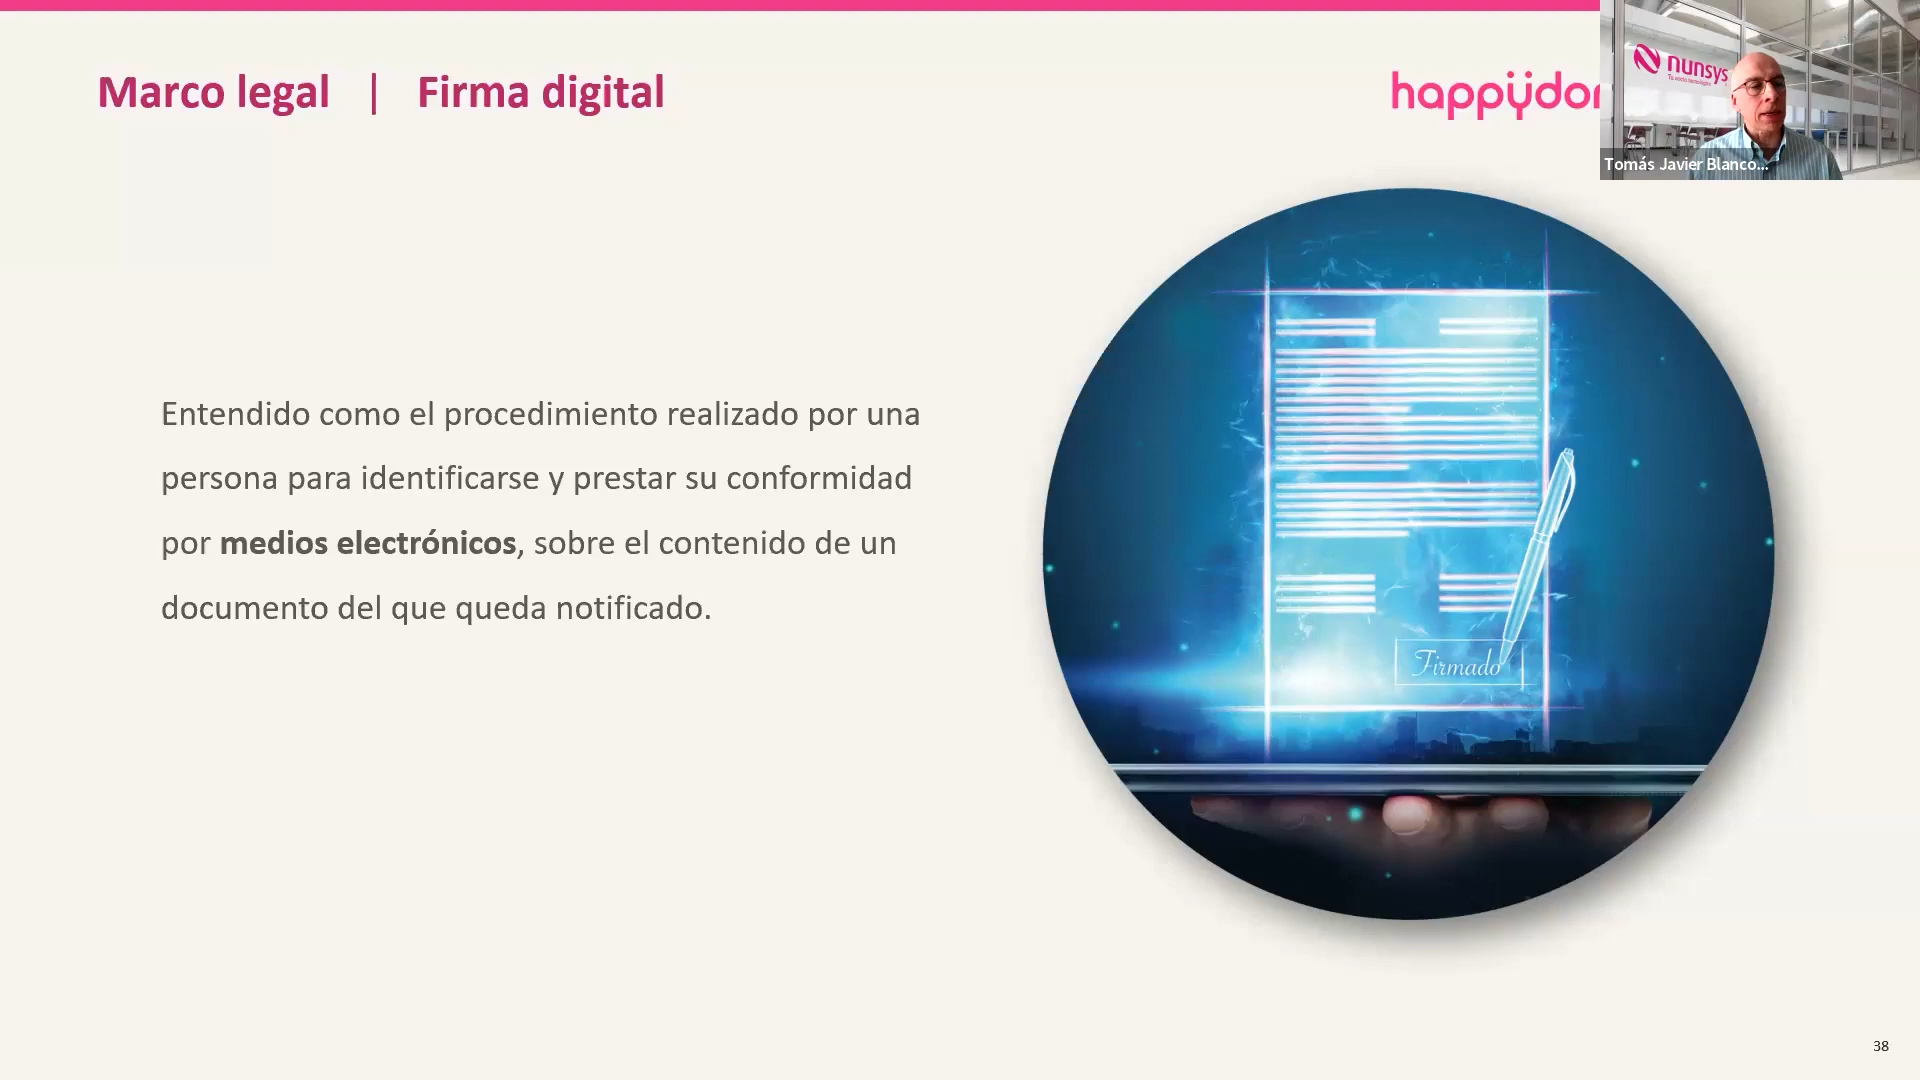 Marco legal | Firma digital
happÿdon
nunsys
Tomás Javier Blanco...
Entendido como el procedimiento realizado por una
persona para identificarse y prestar su conformidad
por medios electrónicos, sobre el contenido de un
documento del que queda notificado.
Firmado
38